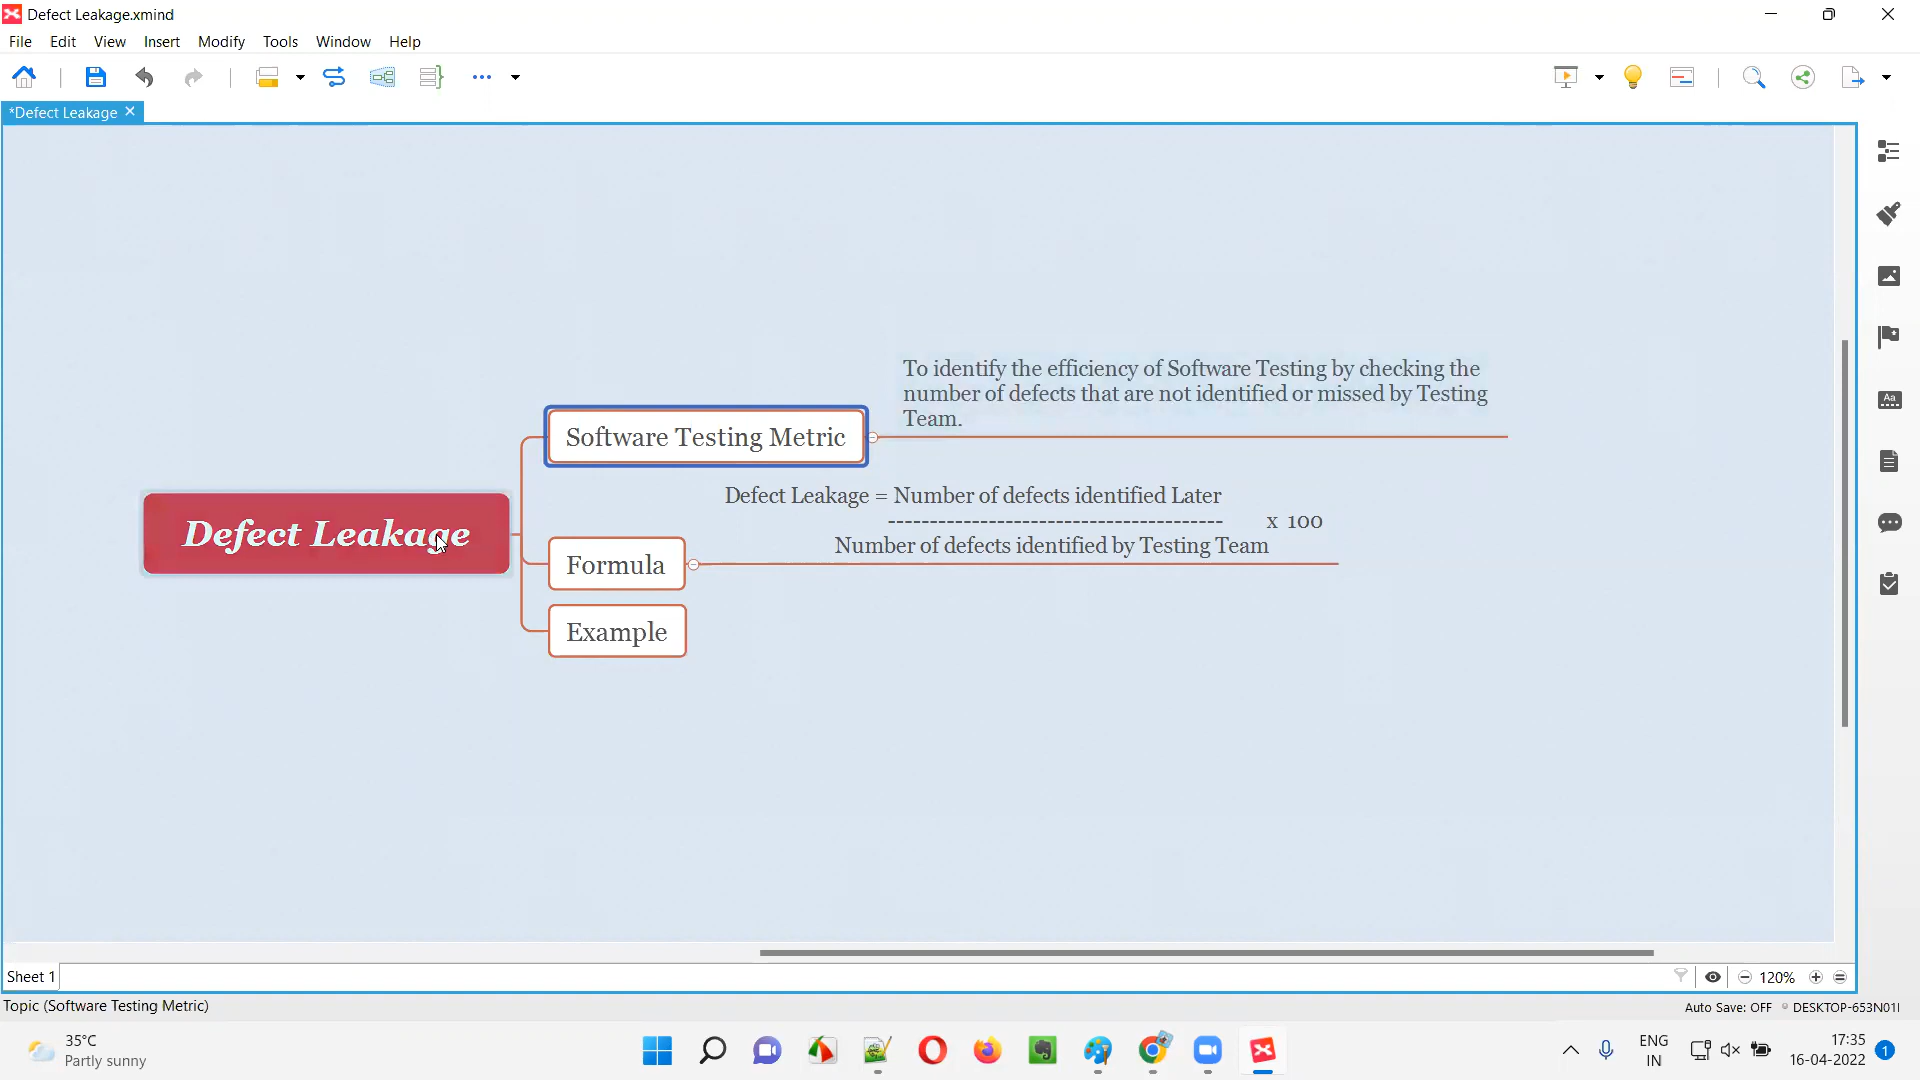 Defect Leakage.xmind
File Edit View Insert Modify Tools Window Help
*Defect Leakage
To identify the efficiency of Software Testing by checking the
number of defects that are not identified or missed by Testing
Team.
Software Testing Metric
Defect Leakage = Number of defects identified Later
---------------------------------------- x 100
Number of defects identified by Testing Team
Defect Leakage
Formula
Example
Aa
Sheet 1
120%
Topic (Software Testing Metric)
Auto Save: OFF DESKTOP-653N01I
35°C
Partly sunny
ENG
IN
17:35
16-04-2022
1